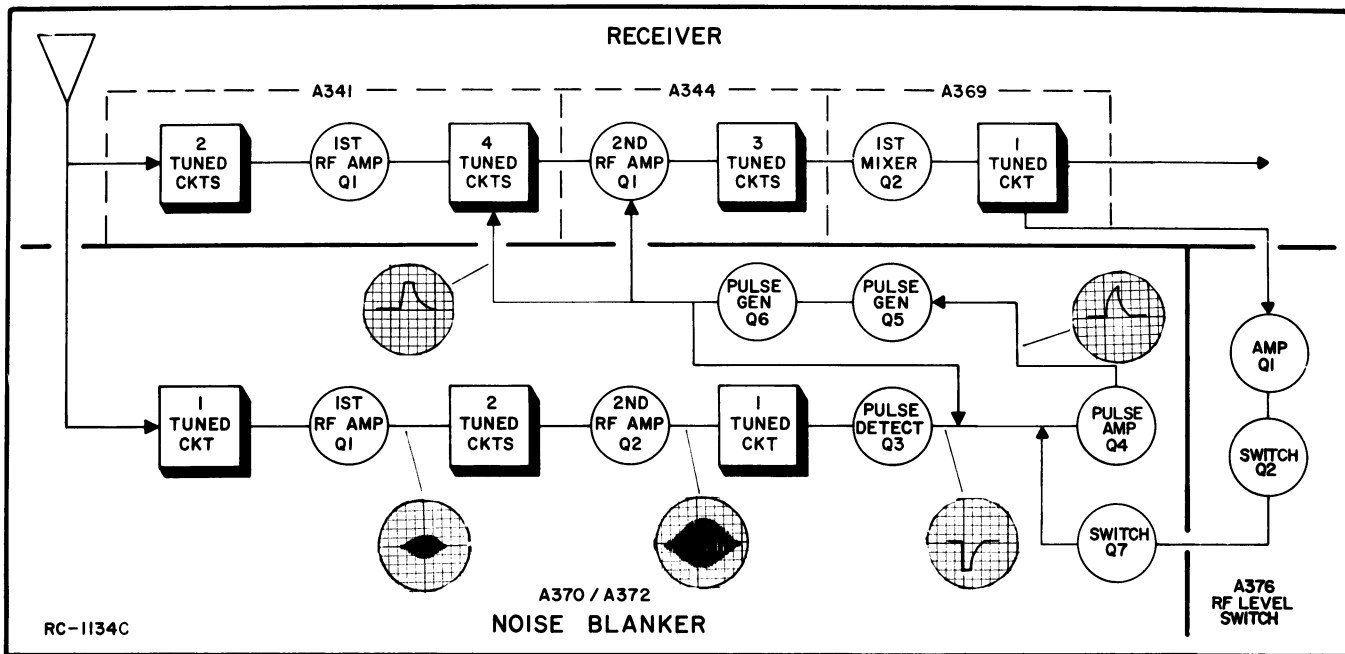 RECEIVER
A341
A344
A369
2
TUNED
CKTS
1ST
RF AMP
Q1
4
TUNED
CKTS
2ND
RF AMP
Q1
3
TUNED
CKTS
1ST
MIXER
Q2
1
TUNED
CKT
PULSE
GEN
Q6
PULSE
GEN
Q5
AMP
Q1
1
TUNED
CKT
1ST
RF AMP
Q1
2
TUNED
CKTS
2ND
RF AMP
Q2
1
TUNED
CKT
PULSE
DETECT
Q3
PULSE
AMP
Q4
SWITCH
Q2
SWITCH
Q7
A370 / A372
NOISE BLANKER
A376
RF LEVEL
SWITCH
RC-1134C